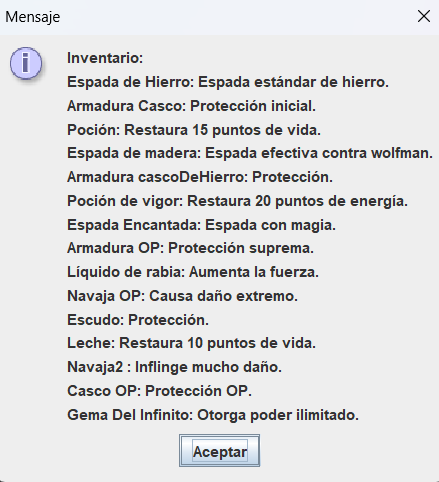 Mensaje
Inventario:
Espada de Hierro: Espada estándar de hierro.
Armadura Casco: Protección inicial.
Poción: Restaura 15 puntos de vida.
Espada de madera: Espada efectiva contra wolfman.
Armadura cascoDeHierro: Protección.
Poción de vigor: Restaura 20 puntos de energía.
Espada Encantada: Espada con magia.
Armadura OP: Protección suprema.
Líquido de rabia: Aumenta la fuerza.
Navaja OP: Causa daño extremo.
Escudo: Protección.
Leche: Restaura 10 puntos de vida.
Navaja2 : Inflinge mucho daño.
Casco OP: Protección OP.
Gema Del Infinito: Otorga poder ilimitado.
Aceptar